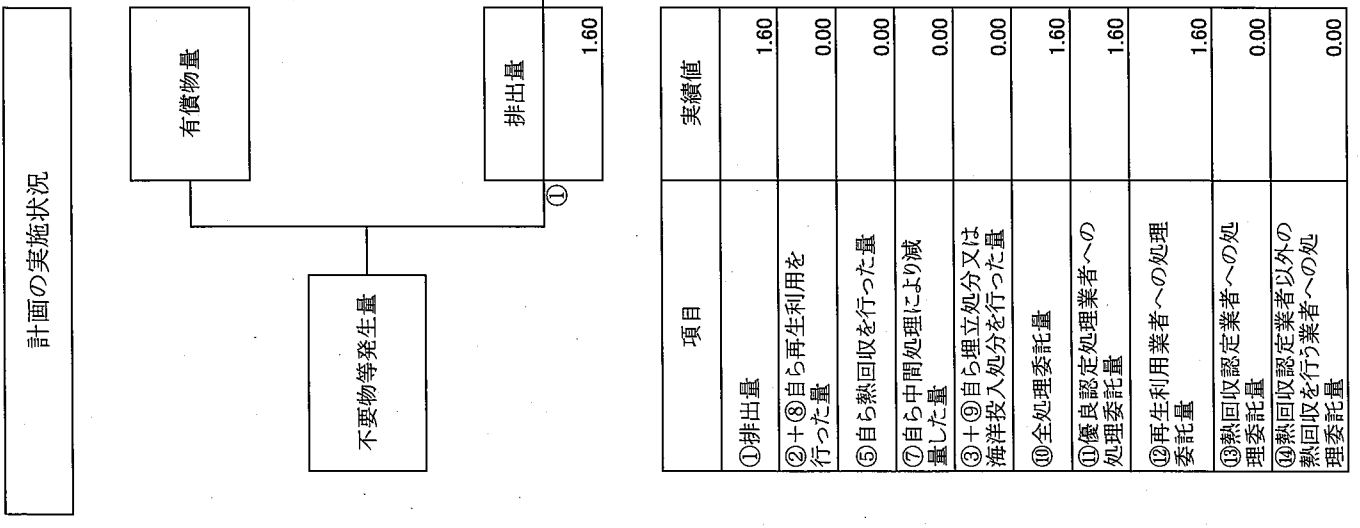 計画の実施状況
有償物量
不要物等発生量
①
排出量
1.60
項目
実績値
①排出量
1.60
②+⑧自ら再生利用を
行った量
0.00
⑤自ら熱回収を行った量
0.00
⑦自ら中間処理により減
量した量
0.00
③+⑨自ら埋立処分又は
海洋投入処分を行った量
0.00
⑩全処理委託量
1.60
⑪優良認定処理業者への
処理委託量
1.60
⑫再生利用業者への処理
委託量
1.60
⑬熱回収認定業者への処
理委託量
0.00
⑭熱回収認定業者以外の
熱回収を行う業者への処
理委託量
0.00